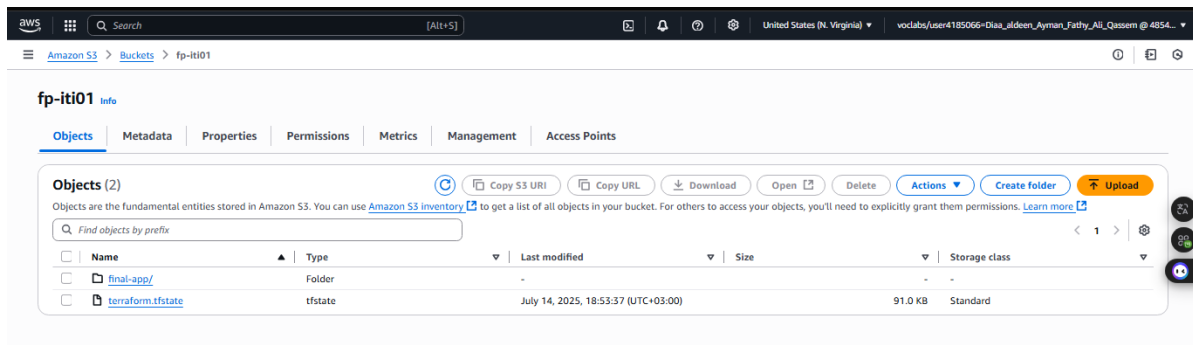 aws
Search [Alt+S] United States (N. Virginia) ▼ voclabs/user4185066=Diaa_aldeen_Ayman_Fathy_Ali_Qassem @ 4854... ▼
Amazon S3 > Buckets > fp-iti01
fp-iti01 Info
Objects Metadata Properties Permissions Metrics Management Access Points
Objects (2) Copy S3 URI Copy URL Download Open Delete Actions ▼ Create folder Upload
Objects are the fundamental entities stored in Amazon S3. You can use Amazon S3 inventory to get a list of all objects in your bucket. For others to access your objects, you'll need to explicitly grant them permissions. Learn more
Find objects by prefix < 1 >
Name Type Last modified Size Storage class
final-app/ Folder - - -
terraform.tfstate tfstate July 14, 2025, 18:53:37 (UTC+03:00) 91.0 KB Standard